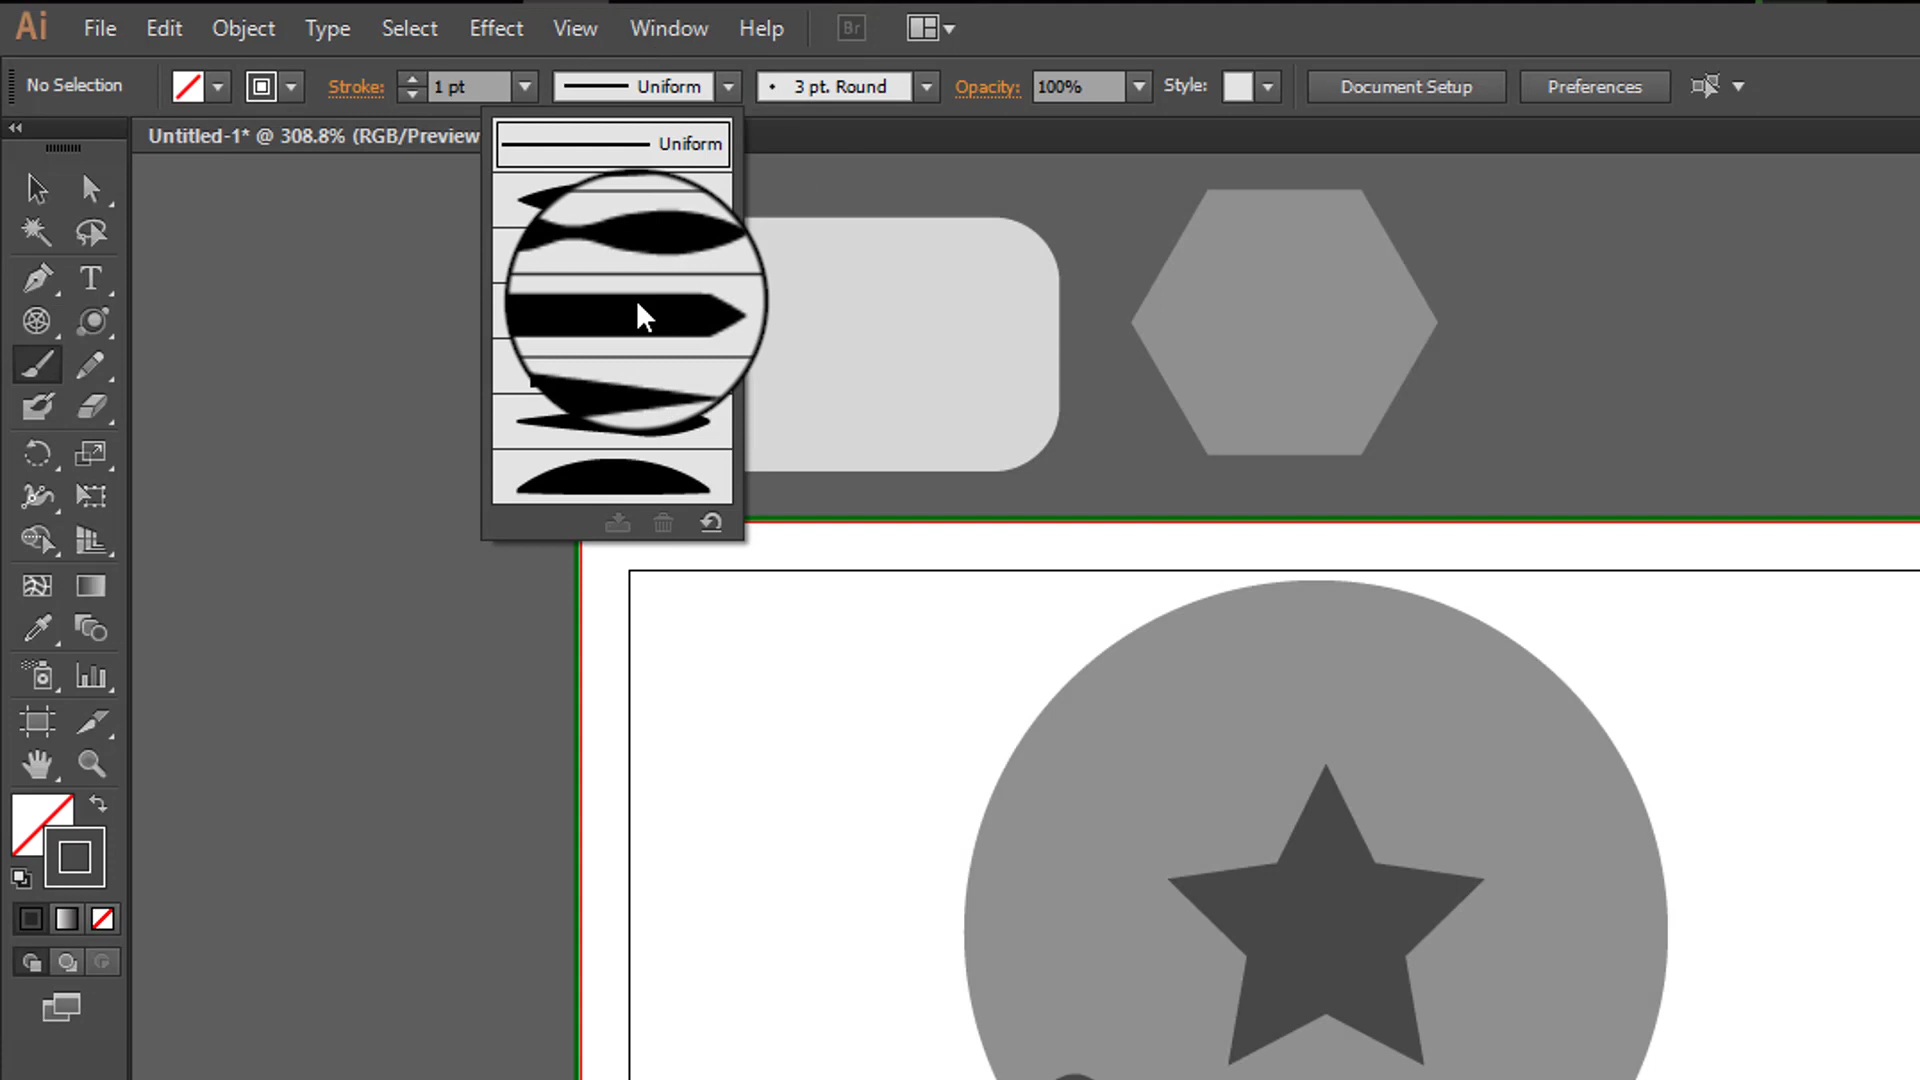 Ai File Edit Object Type Select Effect View Window Help Br
No Selection Stroke: 1 pt Uniform 3 pt. Round Opacity: 100% Style: Document Setup Preferences
Untitled-1* @ 308.8% (RGB/Preview
Uniform
T